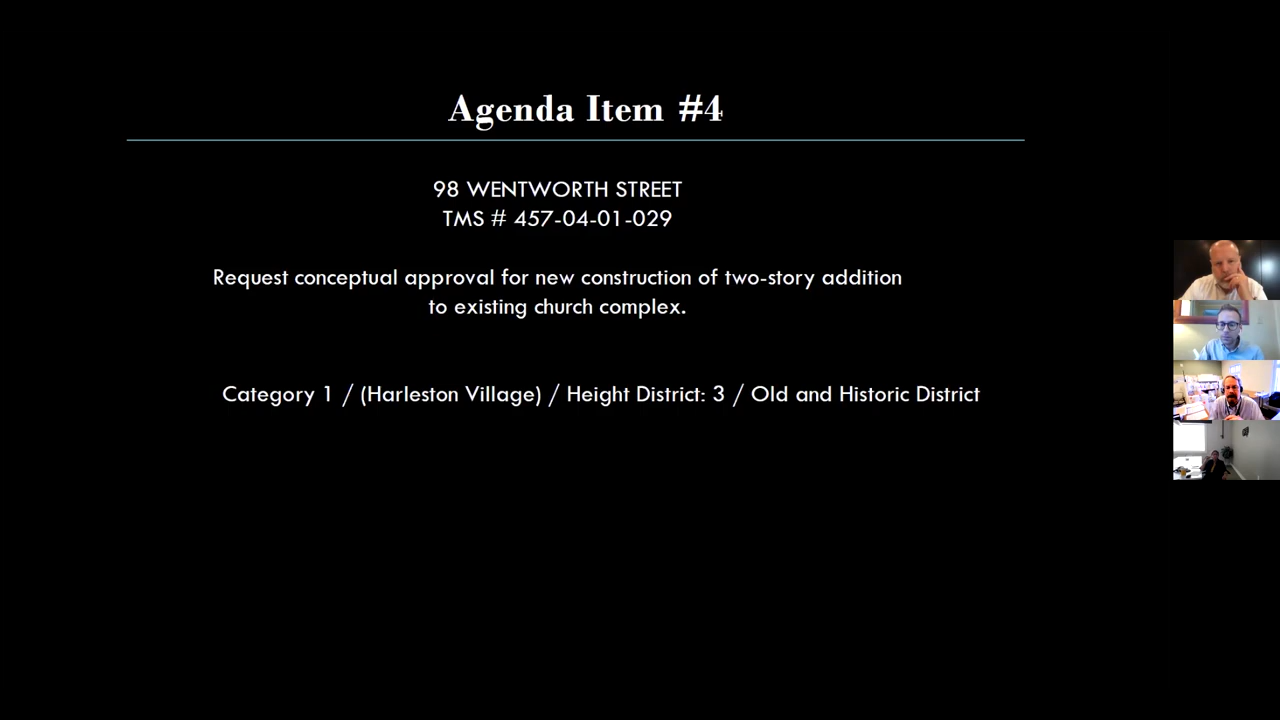 Agenda Item #4
98 WENTWORTH STREET
TMS # 457-04-01-029
Request conceptual approval for new construction of two-story addition
to existing church complex.
Category 1 / (Harleston Village) / Height District: 3 / Old and Historic District